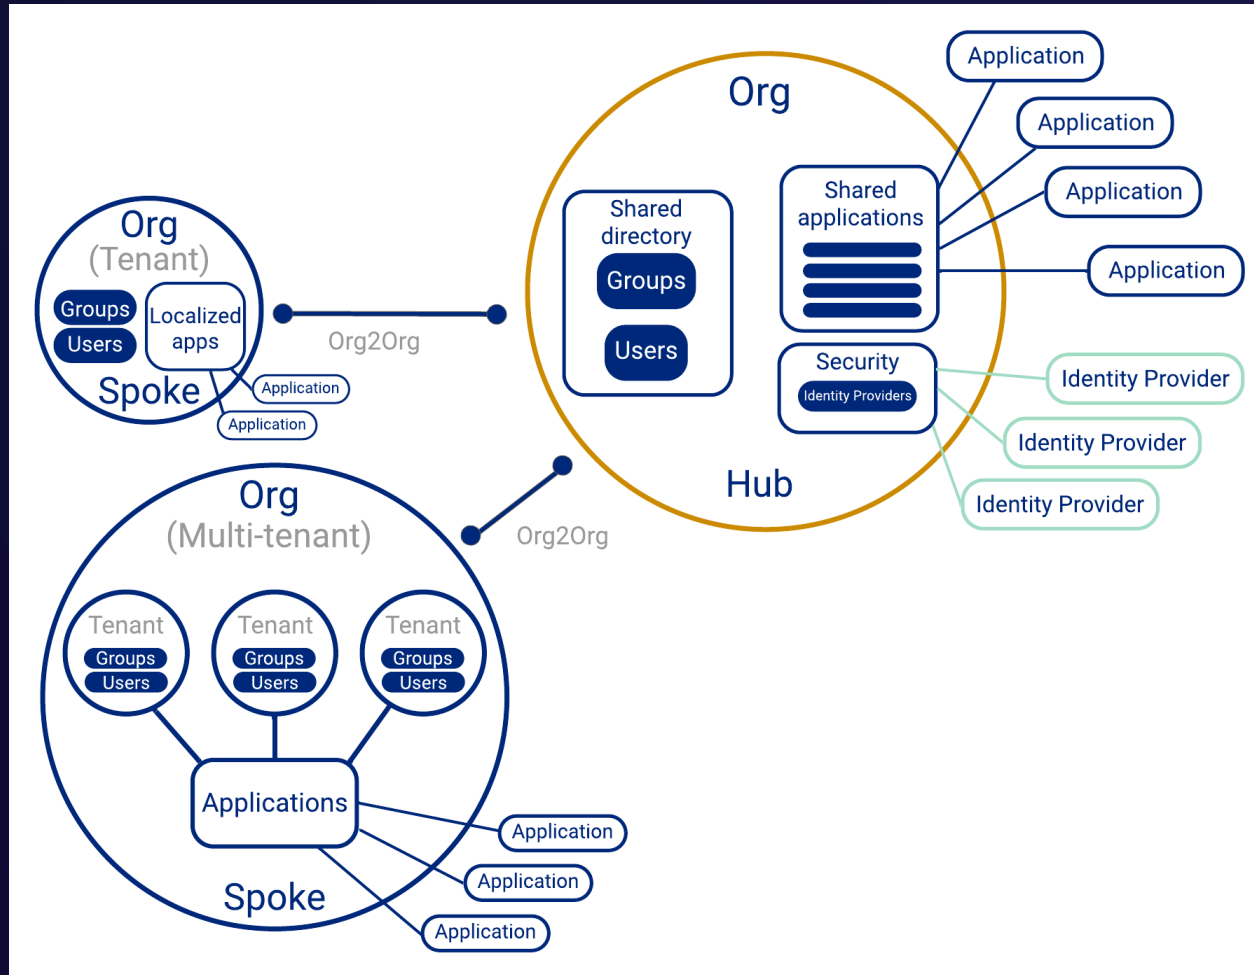 Org
(Tenant)
Groups
Users
Localized
apps
Spoke
Application
Application
Org2Org
Org
Shared
directory
Groups
Users
Shared
applications
Security
Identity Providers
Hub
Application
Application
Application
Application
Identity Provider
Identity Provider
Identity Provider
Org2Org
Org
(Multi-tenant)
Tenant
Groups
Users
Tenant
Groups
Users
Tenant
Groups
Users
Applications
Spoke
Application
Application
Application